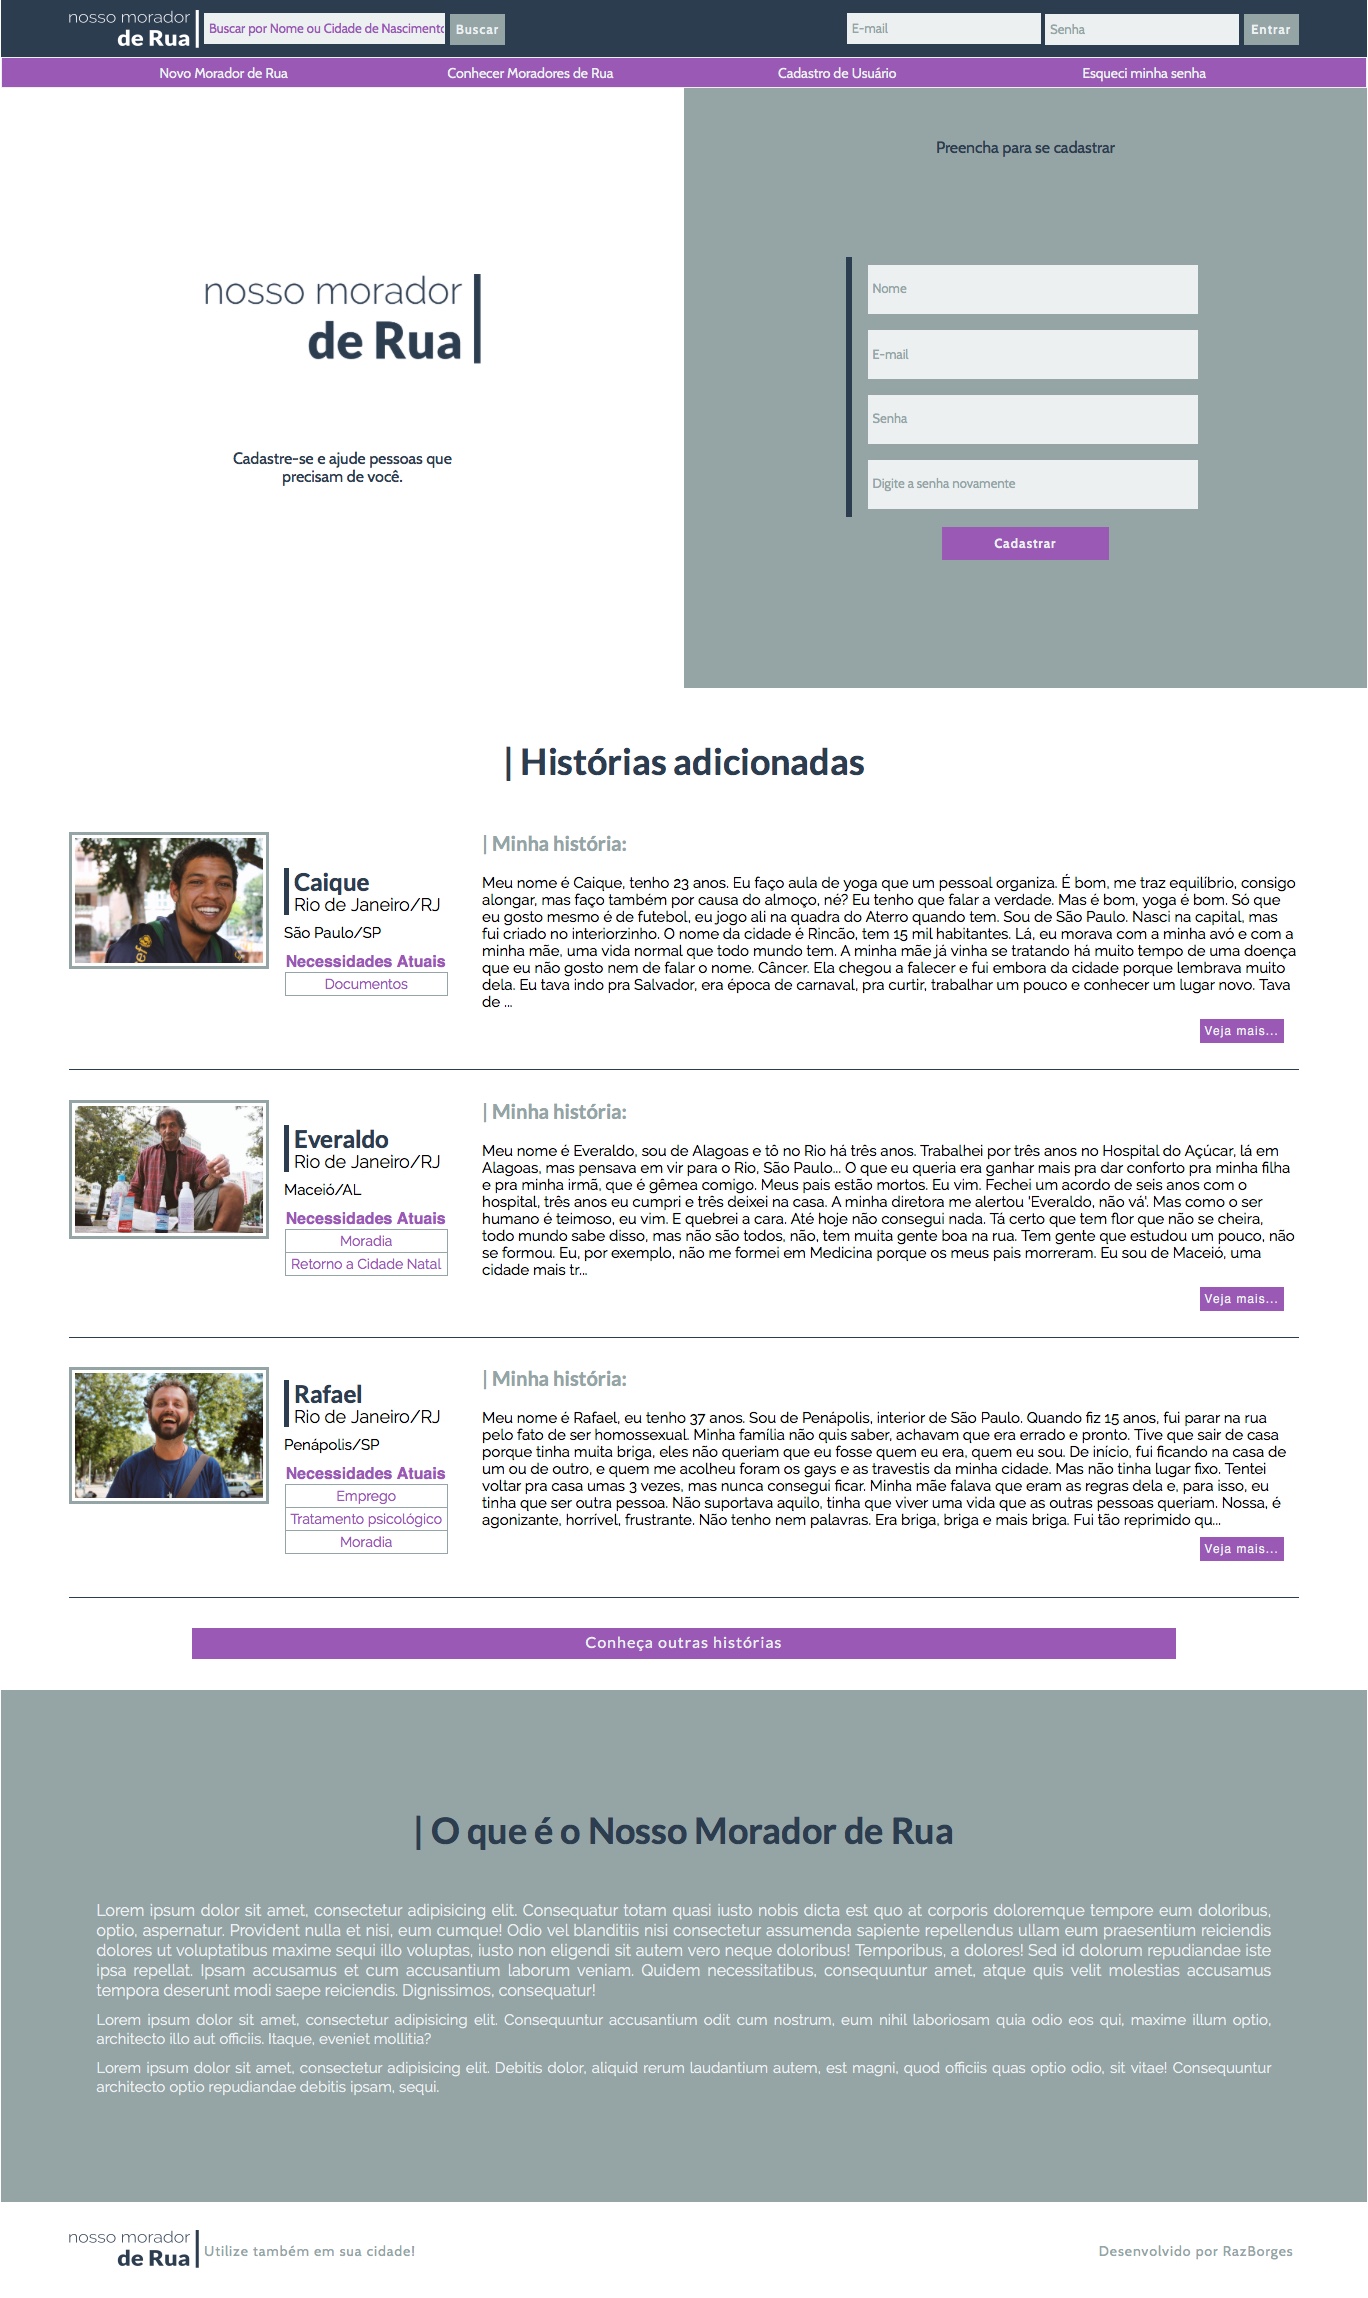 nosso morador
de Rua
Buscar por Nome ou Cidade de Nascimento
Buscar
E-mail
Senha
Entrar
Novo Morador de Rua
Conhecer Moradores de Rua
Cadastro de Usuário
Esqueci minha senha
nosso morador
de Rua
Cadastre-se e ajude pessoas que
precisam de você.
Preencha para se cadastrar
Nome
E-mail
Senha
Digite a senha novamente
Cadastrar
| Histórias adicionadas
Caique
Rio de Janeiro/RJ
São Paulo/SP
Necessidades Atuais
Documentos
| Minha história:
Meu nome é Caique, tenho 23 anos. Eu faço aula de yoga que um pessoal organiza. É bom, me traz equilíbrio, consigo
alongar, mas faço também por causa do almoço, né? Eu tenho que falar a verdade. Mas é bom, yoga é bom. Só que
eu gosto mesmo é de futebol, eu jogo ali na quadra do Aterro quando tem. Sou de São Paulo. Nasci na capital, mas
fui criado no interiorzinho. O nome da cidade é Rincão, tem 15 mil habitantes. Lá, eu morava com a minha avó e com a
minha mãe, uma vida normal que todo mundo tem. A minha mãe já vinha se tratando há muito tempo de uma doença
que eu não gosto nem de falar o nome. Câncer. Ela chegou a falecer e fui embora da cidade porque lembrava muito
dela. Eu tava indo pra Salvador, era época de carnaval, pra curtir, trabalhar um pouco e conhecer um lugar novo. Tava
de ...
Veja mais...
Everaldo
Rio de Janeiro/RJ
Maceió/AL
Necessidades Atuais
Moradia
Retorno a Cidade Natal
| Minha história:
Meu nome é Everaldo, sou de Alagoas e tô no Rio há três anos. Trabalhei por três anos no Hospital do Açúcar, lá em
Alagoas, mas pensava em vir para o Rio, São Paulo... O que eu queria era ganhar mais pra dar conforto pra minha filha
e pra minha irmã, que é gêmea comigo. Meus pais estão mortos. Eu vim. Fechei um acordo de seis anos com o
hospital, três anos eu cumpri e três deixei na casa. A minha diretora me alertou 'Everaldo, não vá'. Mas como o ser
humano é teimoso, eu vim. E quebrei a cara. Até hoje não consegui nada. Tá certo que tem flor que não se cheira,
todo mundo sabe disso, mas não são todos, não, tem muita gente boa na rua. Tem gente que estudou um pouco, não
se formou. Eu, por exemplo, não me formei em Medicina porque os meus pais morreram. Eu sou de Maceió, uma
cidade mais tr...
Veja mais...
Rafael
Rio de Janeiro/RJ
Penápolis/SP
Necessidades Atuais
Emprego
Tratamento psicológico
Moradia
| Minha história:
Meu nome é Rafael, eu tenho 37 anos. Sou de Penápolis, interior de São Paulo. Quando fiz 15 anos, fui parar na rua
pelo fato de ser homossexual. Minha família não quis saber, achavam que era errado e pronto. Tive que sair de casa
porque tinha muita briga, eles não queriam que eu fosse quem eu era, quem eu sou. De início, fui ficando na casa de
um ou de outro, e quem me acolheu foram os gays e as travestis da minha cidade. Mas não tinha lugar fixo. Tentei
voltar pra casa umas 3 vezes, mas nunca consegui ficar. Minha mãe falava que eram as regras dela e, para isso, eu
tinha que ser outra pessoa. Não suportava aquilo, tinha que viver uma vida que as outras pessoas queriam. Nossa, é
agonizante, horrível, frustrante. Não tenho nem palavras. Era briga, briga e mais briga. Fui tão reprimido qu...
Veja mais...
Conheça outras histórias
| O que é o Nosso Morador de Rua
Lorem ipsum dolor sit amet, consectetur adipisicing elit. Consequatur totam quasi iusto nobis dicta est quo at corporis doloremque tempore eum doloribus,
optio, aspernatur. Provident nulla et nisi, eum cumque! Odio vel blanditiis nisi consectetur assumenda sapiente repellendus ullam eum praesentium reiciendis
dolores ut voluptatibus maxime sequi illo voluptas, iusto non eligendi sit autem vero neque doloribus! Temporibus, a dolores! Sed id dolorum repudiandae iste
ipsa repellat. Ipsam accusamus et cum accusantium laborum veniam. Quidem necessitatibus, consequuntur amet, atque quis velit molestias accusamus
tempora deserunt modi saepe reiciendis. Dignissimos, consequatur!
Lorem ipsum dolor sit amet, consectetur adipisicing elit. Consequuntur accusantium odit cum nostrum, eum nihil laboriosam quia odio eos qui, maxime illum optio,
architecto illo aut officiis. Itaque, eveniet mollitia?
Lorem ipsum dolor sit amet, consectetur adipisicing elit. Debitis dolor, aliquid rerum laudantium autem, est magni, quod officiis quas optio odio, sit vitae! Consequuntur
architecto optio repudiandae debitis ipsam, sequi.
nosso morador
de Rua
Utilize também em sua cidade!
Desenvolvido por RazBorges